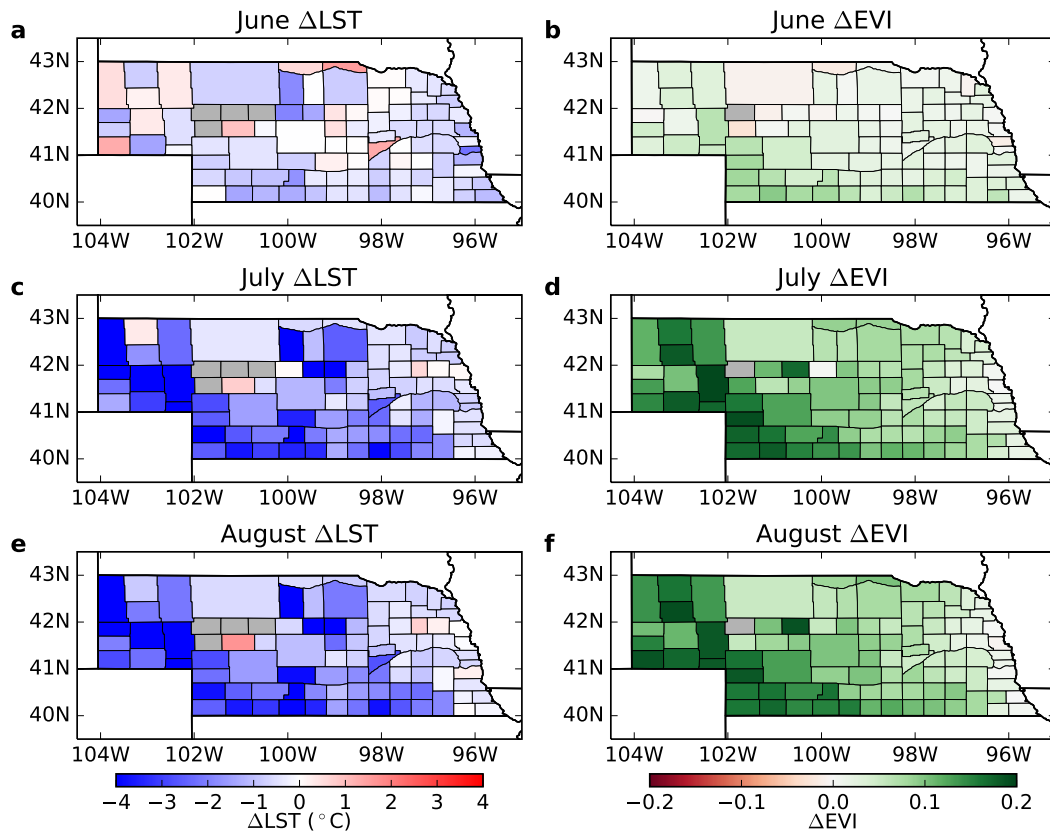 a June ΔLST
43N
42N
41N
40N
104W 102W 100W 98W 96W
b June ΔEVI
43N
42N
41N
40N
104W 102W 100W 98W 96W
c July ΔLST
43N
42N
41N
40N
104W 102W 100W 98W 96W
d July ΔEVI
43N
42N
41N
40N
104W 102W 100W 98W 96W
e August ΔLST
43N
42N
41N
40N
104W 102W 100W 98W 96W
f August ΔEVI
43N
42N
41N
40N
104W 102W 100W 98W 96W
−4 −3 −2 −1 0 1 2 3 4
ΔLST (°C)
−0.2 −0.1 0.0 0.1 0.2
ΔEVI